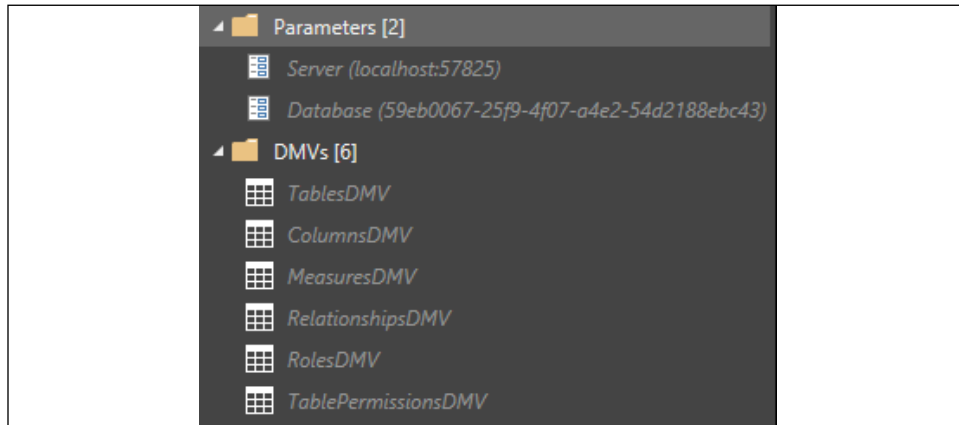 Parameters [2]
Server (localhost:57825)
Database (59eb0067-25f9-4f07-a4e2-54d2188ebc43)
DMVs [6]
TablesDMV
ColumnsDMV
MeasuresDMV
RelationshipsDMV
RolesDMV
TablePermissionsDMV